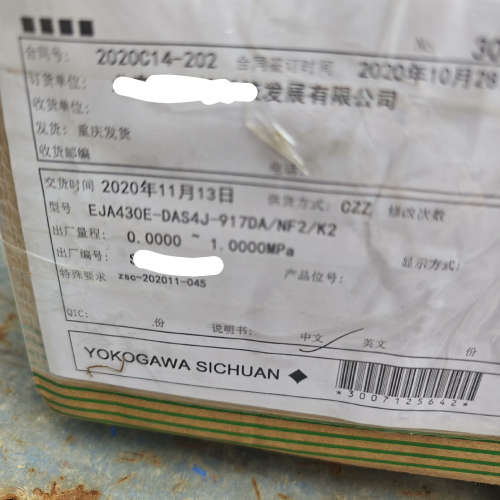 ■■■■ No 30
合同号: 2020C14-202 合同签订时间 2020年10月28
订货单位: 发展有限公司
收货单位:
发货: 重庆发货
收货邮编 电话
交货时间 2020年11月13日 供货方式: CZZ 修改次数
型号 EJA430E-DAS4J-917DA/NF2/K2
出厂量程: 0.0000 ~ 1.0000MPa 显示方式:
出厂编号: S 产品位号:
特殊要求 zsc-202011-045
QIC: 份 说明书: 中文 英文 份
YOKOGAWA SICHUAN ◆
*3007125642*